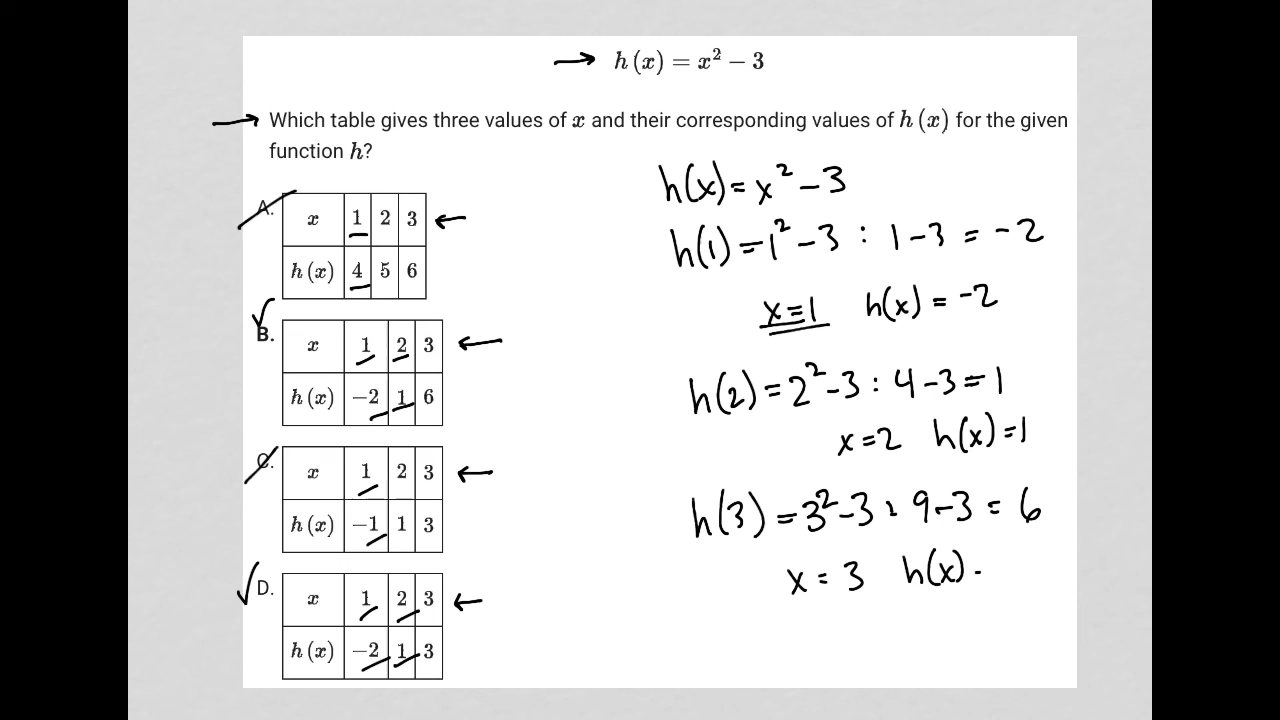 h (x) = x² − 3
Which table gives three values of x and their corresponding values of h (x) for the given
function h?
A.
x 1 2 3
h (x) 4 5 6
B.
x 1 2 3
h (x) −2 1 6
C.
x 1 2 3
h (x) −1 1 3
D.
x 1 2 3
h (x) −2 1 3
h(x) = x² − 3
h(1) = 1² − 3 : 1 − 3 = −2
x = 1 h(x) = −2
h(2) = 2² − 3 : 4 − 3 = 1
x = 2 h(x) = 1
h(3) = 3² − 3 : 9 − 3 = 6
x = 3 h(x) -